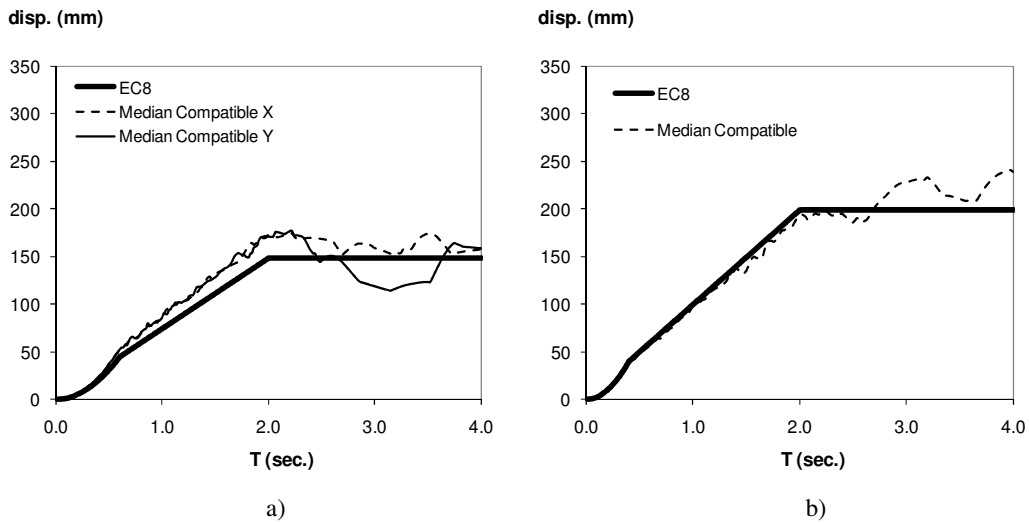 disp. (mm)
350
300
250
200
150
100
50
0
EC8
Median Compatible X
Median Compatible Y
0.0 1.0 2.0 3.0 4.0
T (sec.)
a)
disp. (mm)
350
300
250
200
150
100
50
0
EC8
Median Compatible
0.0 1.0 2.0 3.0 4.0
T (sec.)
b)